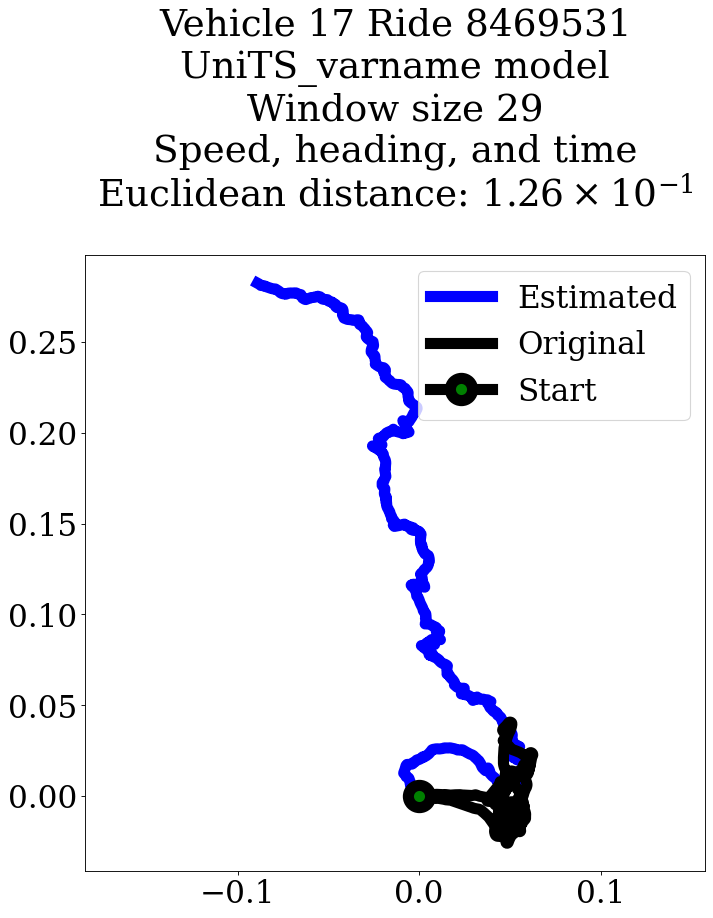 Vehicle 17 Ride 8469531
UniTS_varname model
Window size 29
Speed, heading, and time
Euclidean distance: 1.26 × 10⁻¹
Estimated
Original
Start
0.25
0.20
0.15
0.10
0.05
0.00
−0.1 0.0 0.1